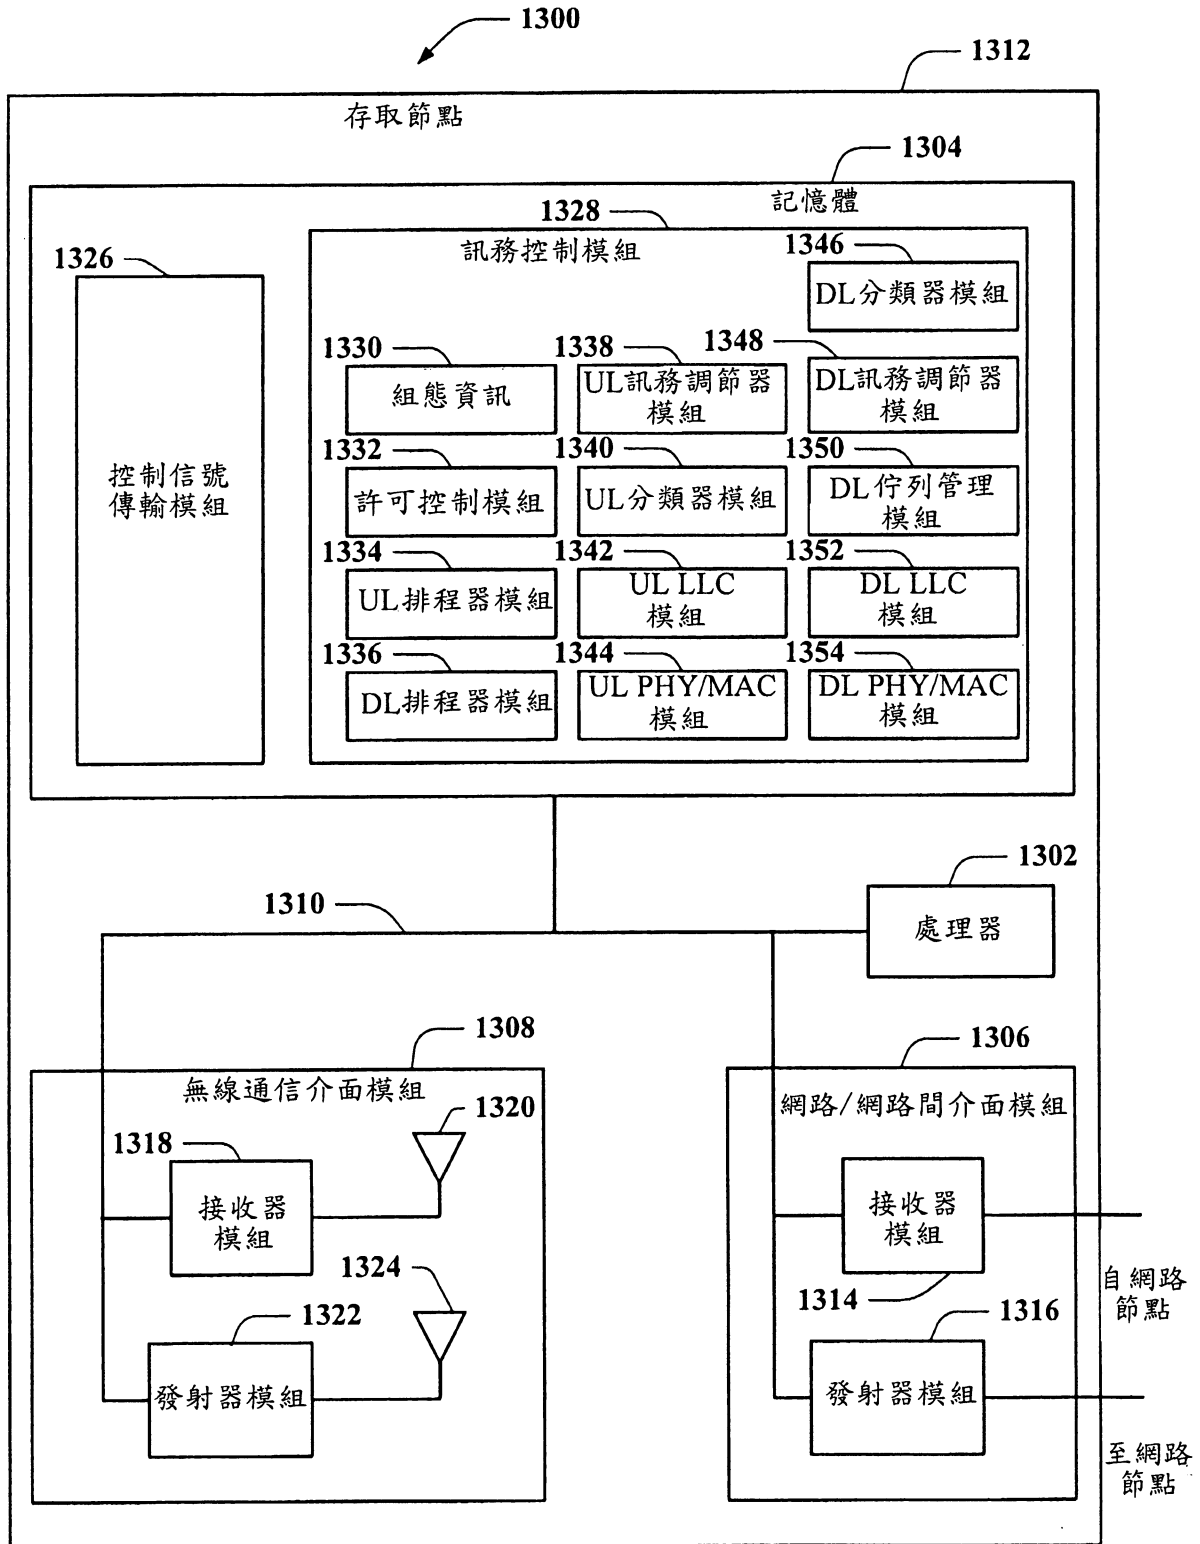 1300
1312
存取節點
1304
記憶體
1328
訊務控制模組
1326
控制信號
傳輸模組
1346
DL分類器模組
1330
組態資訊
1338
UL訊務調節器
模組
1348
DL訊務調節器
模組
1332
許可控制模組
1340
UL分類器模組
1350
DL佇列管理
模組
1334
UL排程器模組
1342
UL LLC
模組
1352
DL LLC
模組
1336
DL排程器模組
1344
UL PHY/MAC
模組
1354
DL PHY/MAC
模組
1302
處理器
1310
1308
無線通信介面模組
1320
1318
接收器
模組
1324
1322
發射器模組
1306
網路/網路間介面模組
接收器
模組
1314
自網路
節點
1316
發射器模組
至網路
節點